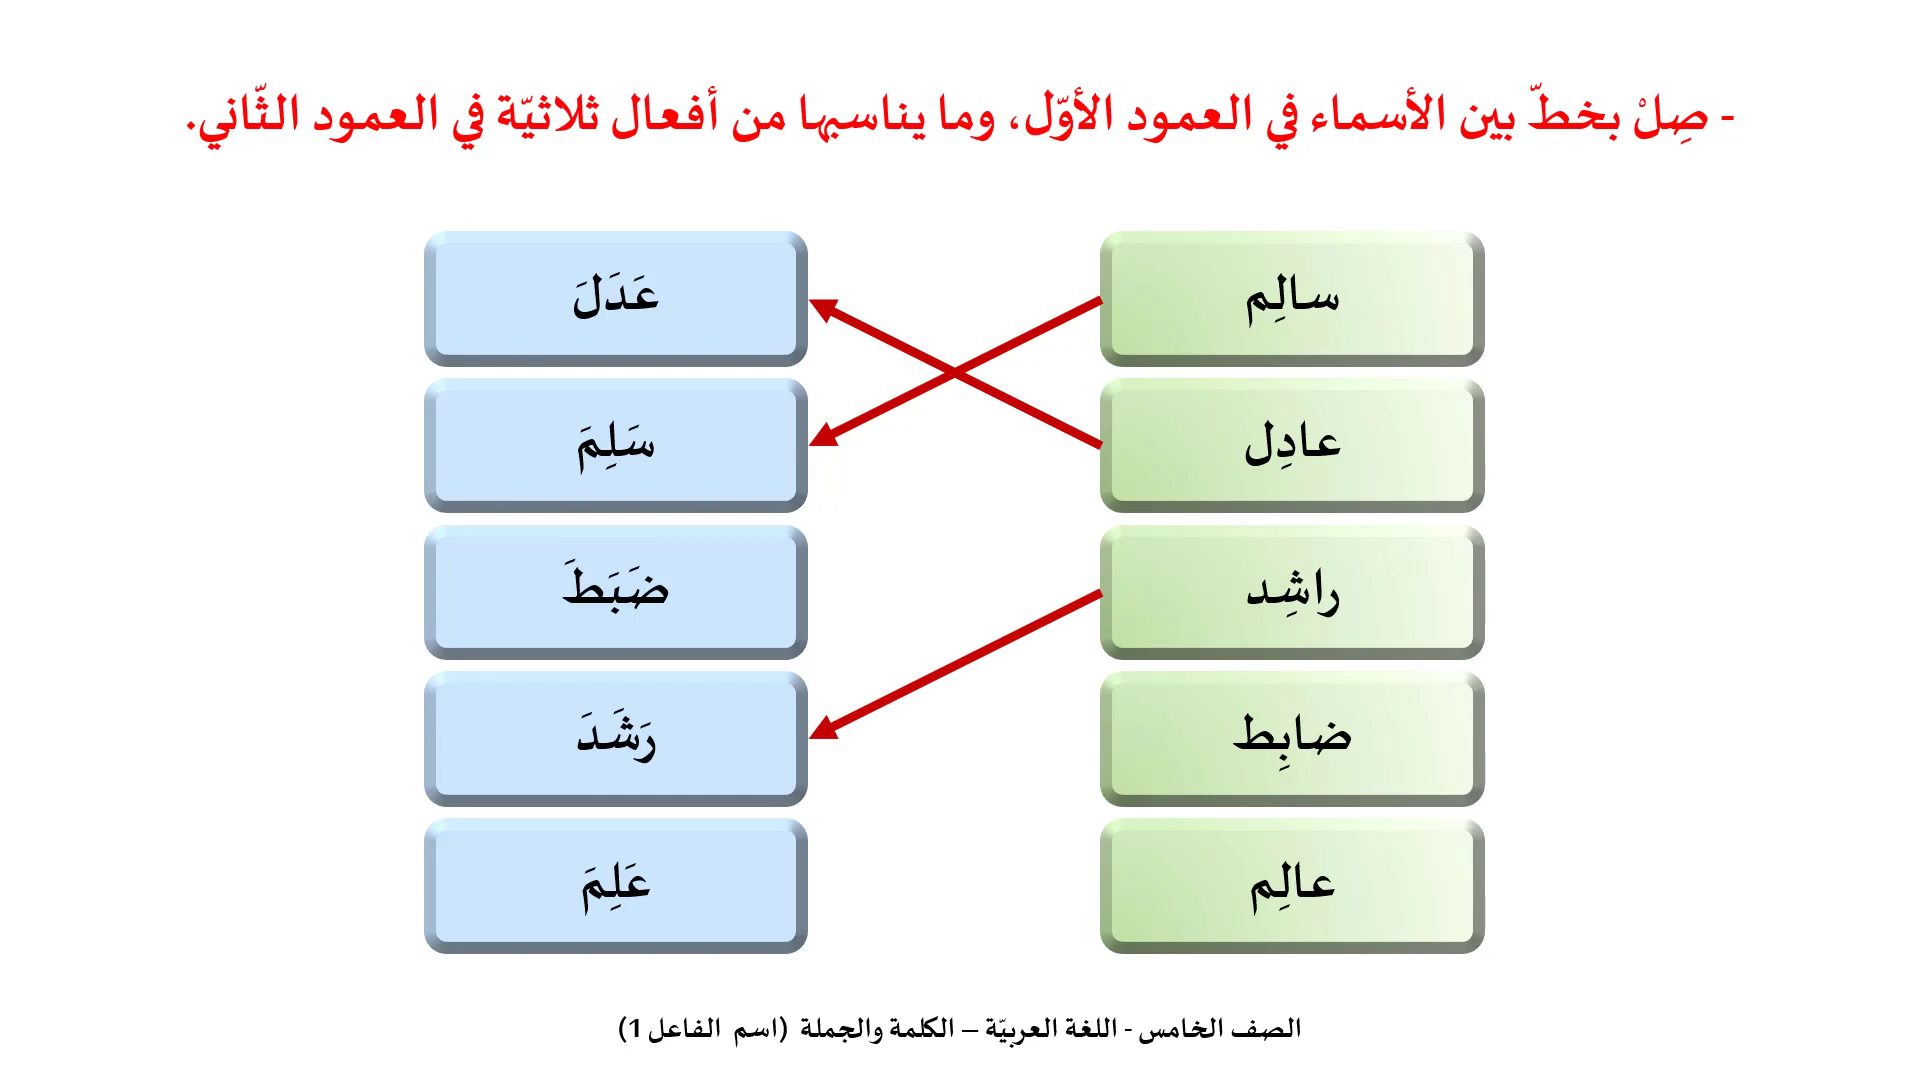 - صِلْ بخطّ بين الأسماء في العمود الأوّل، وما يناسبها من أفعال ثلاثيّة في العمود الثّاني.
سالِم
عَدَلَ
عادِل
سَلِمَ
راشِد
ضَبَطَ
ضابِط
رَشَدَ
عالِم
عَلِمَ
الصف الخامس - اللغة العربيّة – الكلمة والجملة (اسم الفاعل 1)